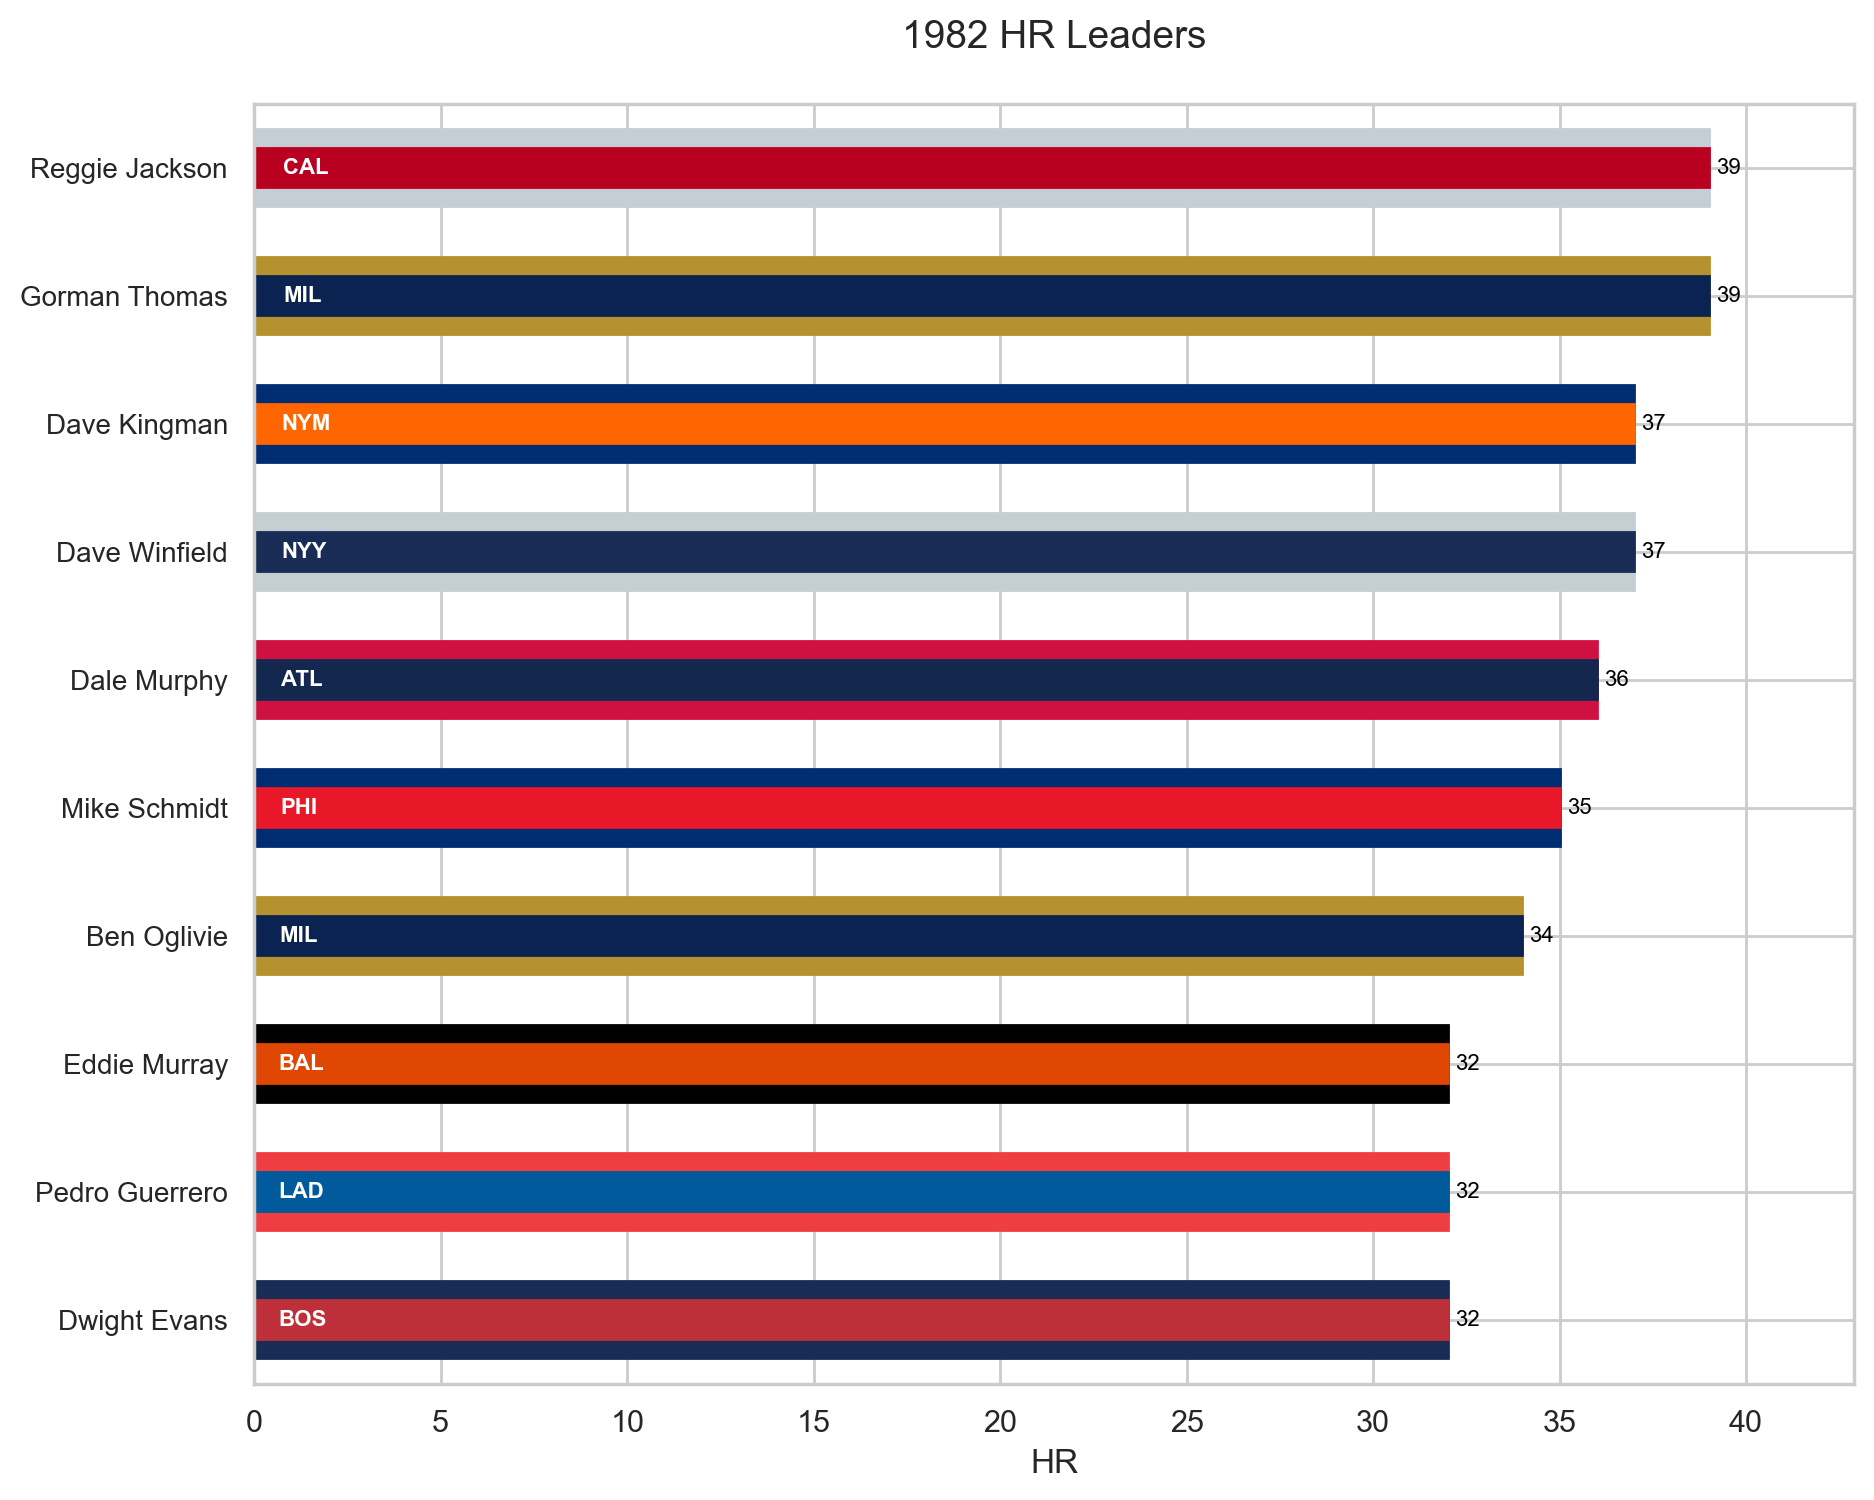 1982 HR Leaders
Reggie Jackson CAL 39
Gorman Thomas MIL 39
Dave Kingman NYM 37
Dave Winfield NYY 37
Dale Murphy ATL 36
Mike Schmidt PHI 35
Ben Oglivie MIL 34
Eddie Murray BAL 32
Pedro Guerrero LAD 32
Dwight Evans BOS 32
0 5 10 15 20 25 30 35 40
HR